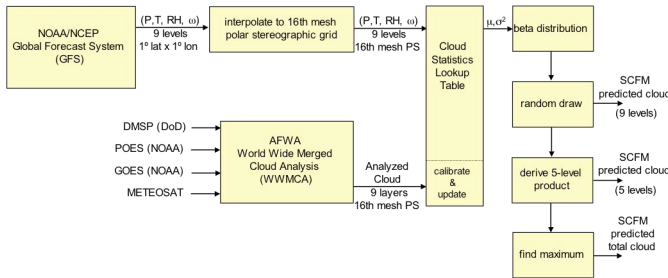 NOAA/NCEP
Global Forecast System
(GFS)
(P,T, RH, ω)
9 levels
1º lat x 1º lon
interpolate to 16th mesh
polar stereographic grid
(P,T, RH, ω)
9 levels
16th mesh PS
Cloud
Statistics
Lookup
Table
μ,σ²
beta distribution
random draw
SCFM
predicted cloud
(9 levels)
DMSP (DoD)
POES (NOAA)
GOES (NOAA)
METEOSAT
AFWA
World Wide Merged
Cloud Analysis
(WWMCA)
Analyzed
Cloud
9 layers
16th mesh PS
calibrate
&
update
derive 5-level
product
SCFM
predicted cloud
(5 levels)
find maximum
SCFM
predicted
total cloud